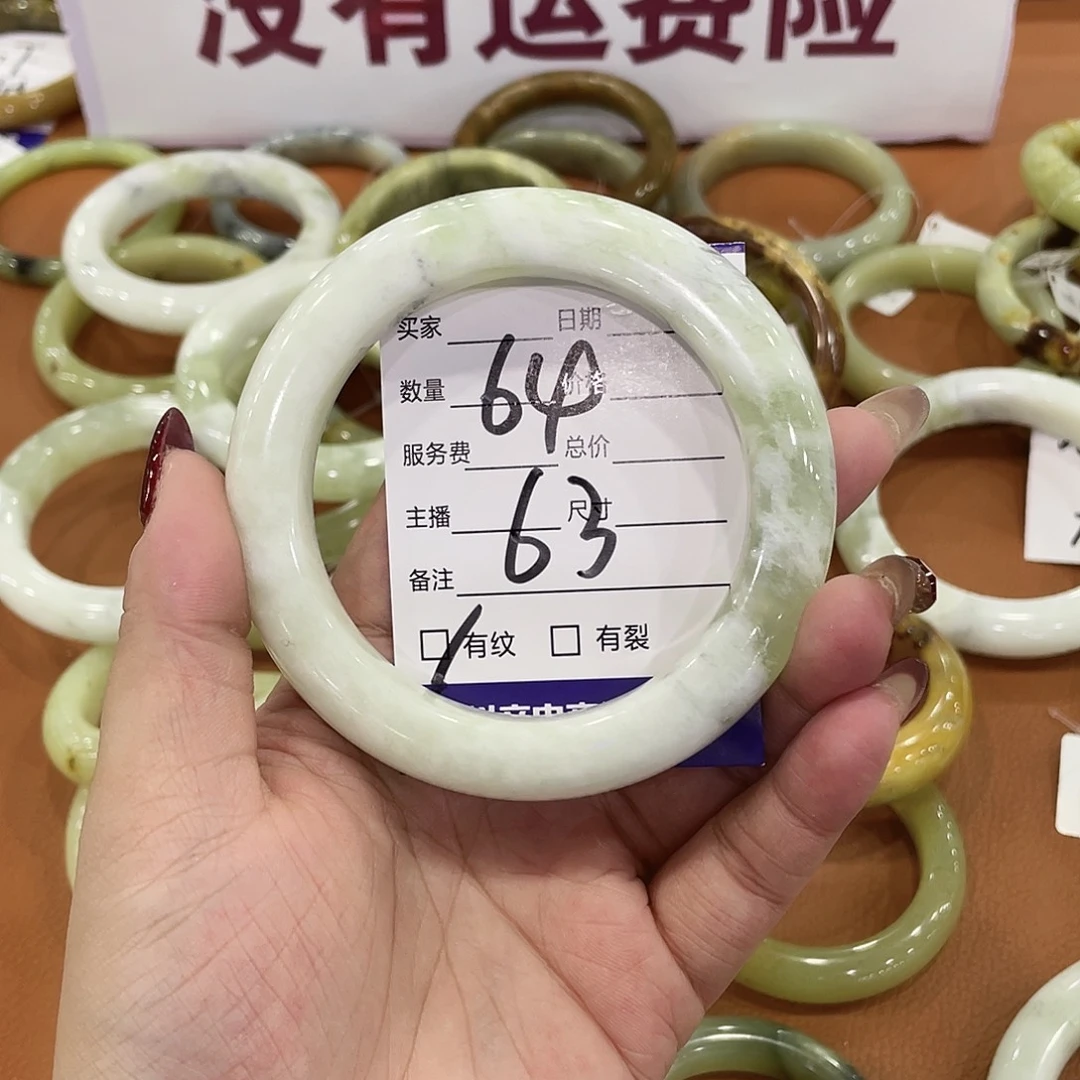 没有运费险
买家 日期
64
数量 价格
服务费 总价
63
主播 尺寸
备注
有纹 有裂